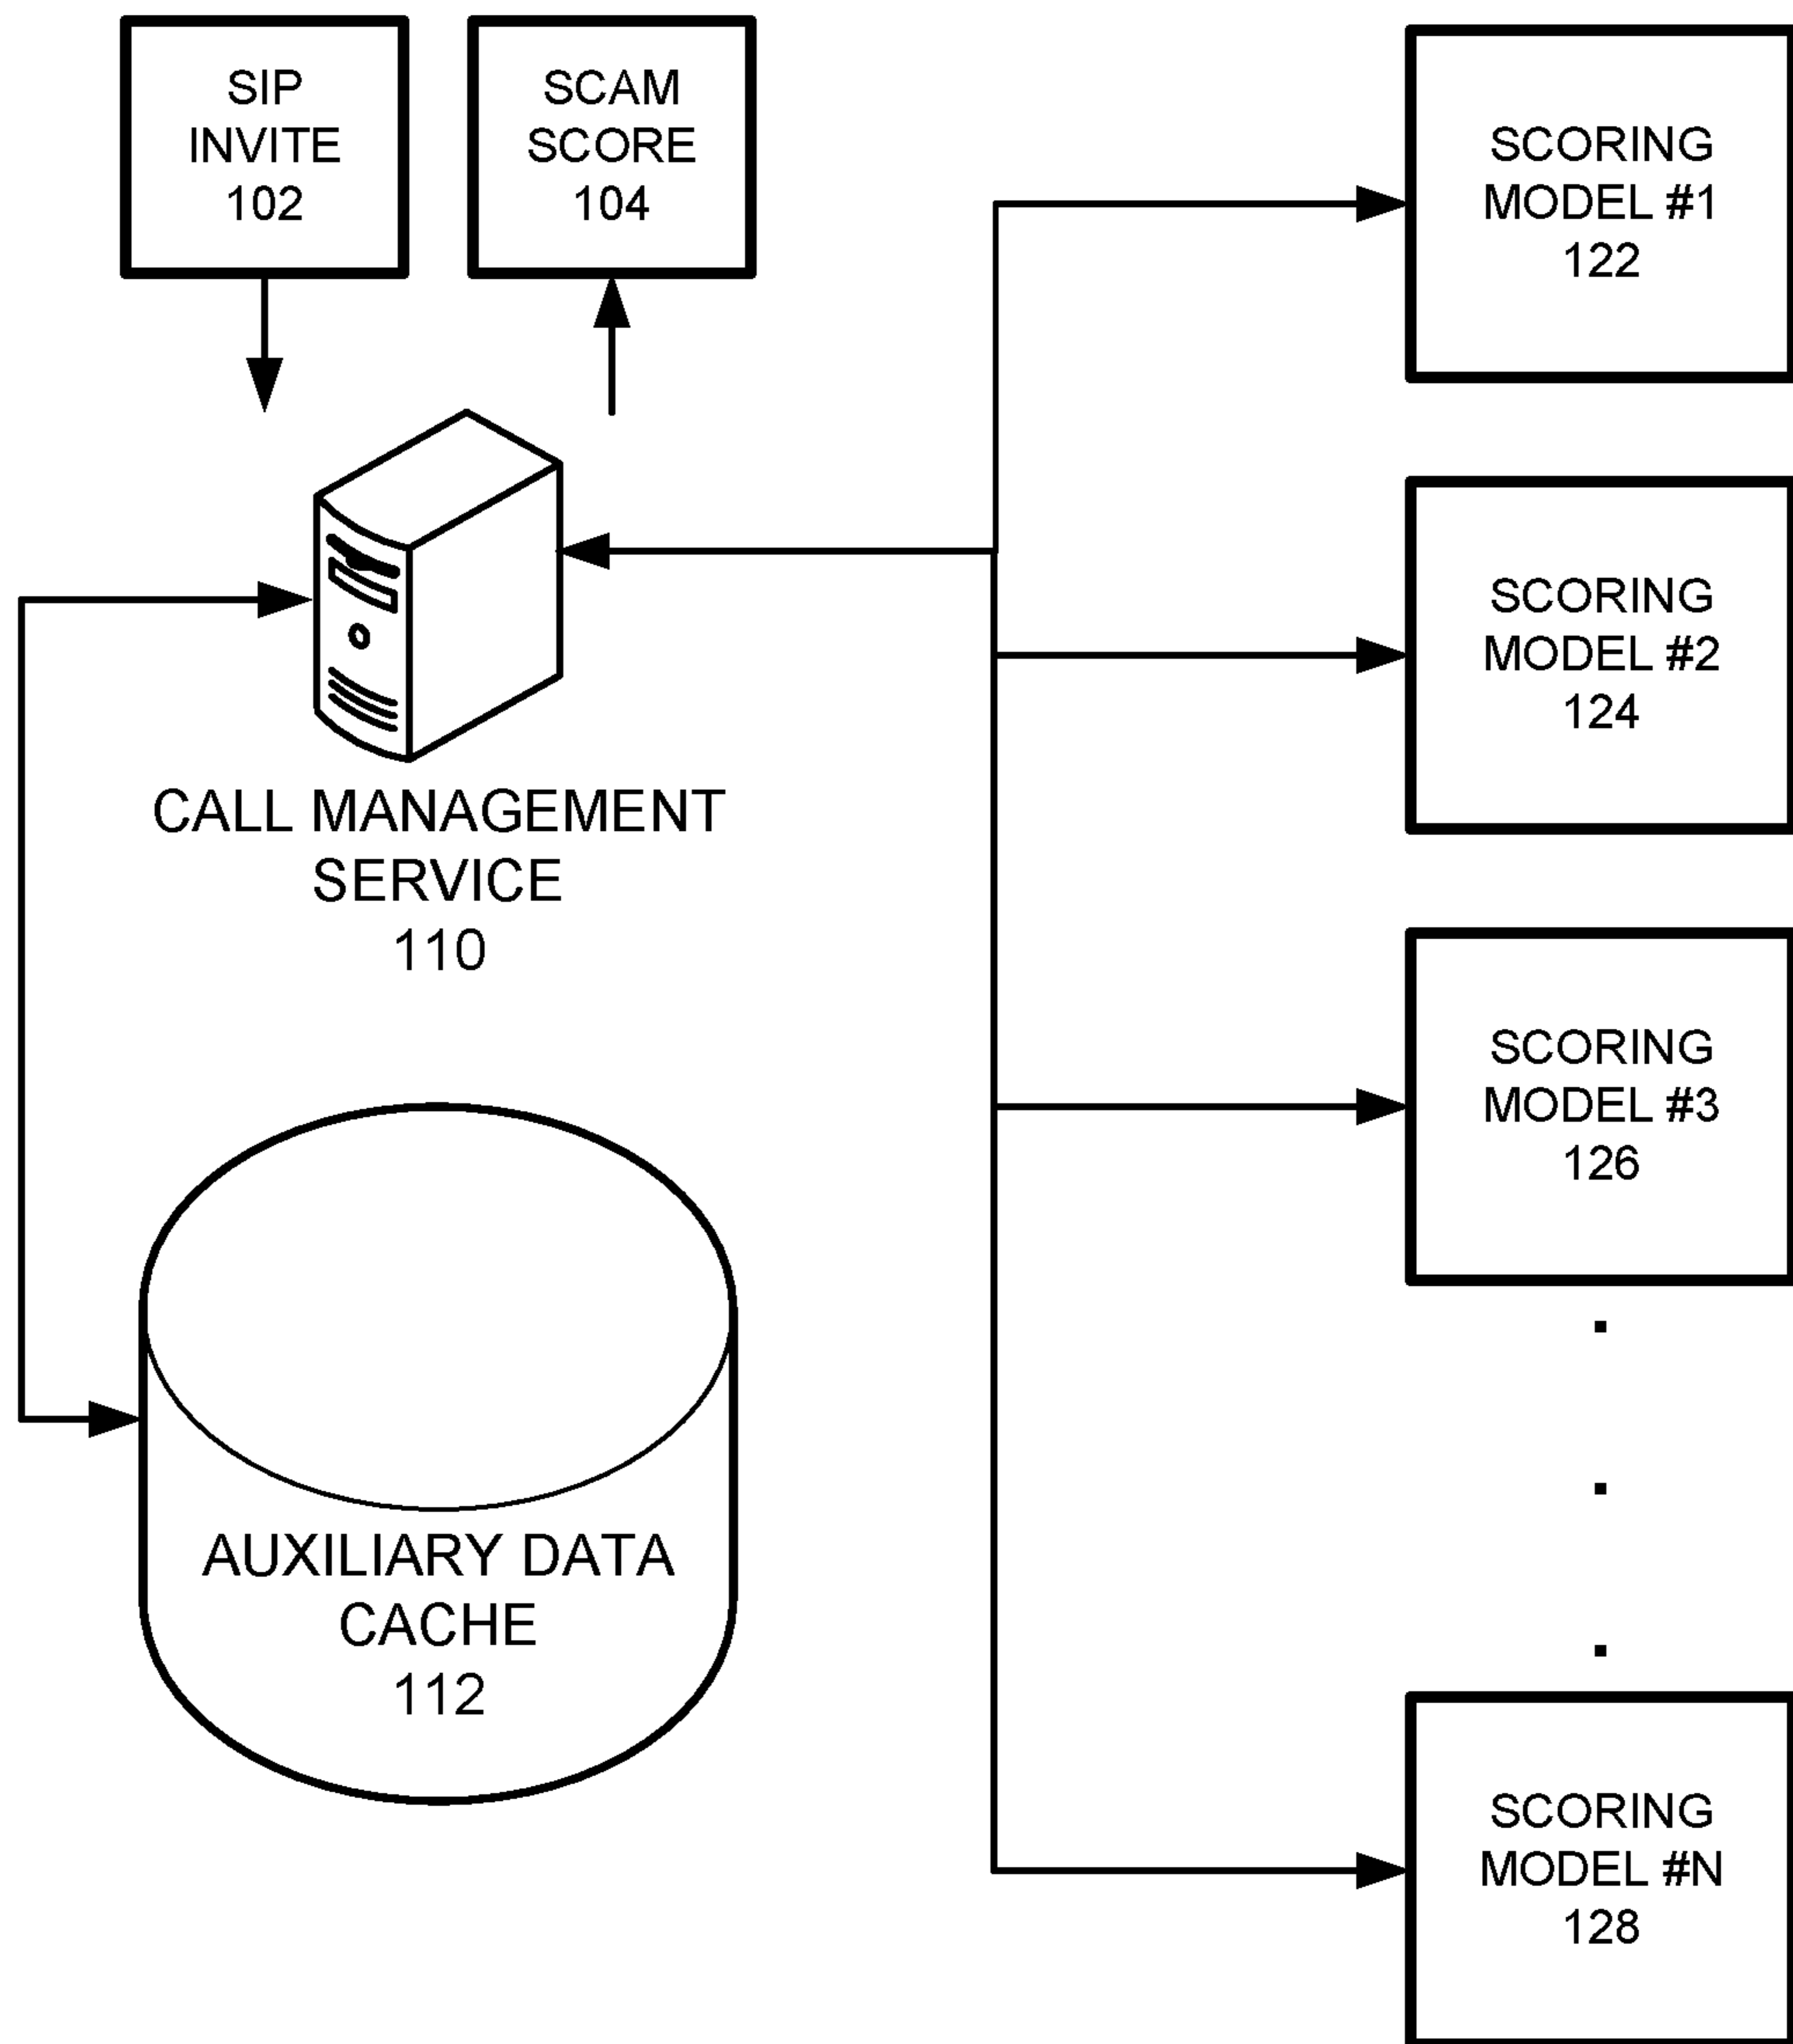 SIP
INVITE
102
SCAM
SCORE
104
SCORING
MODEL #1
122
SCORING
MODEL #2
124
CALL MANAGEMENT
SERVICE
110
SCORING
MODEL #3
126
AUXILIARY DATA
CACHE
112
SCORING
MODEL #N
128